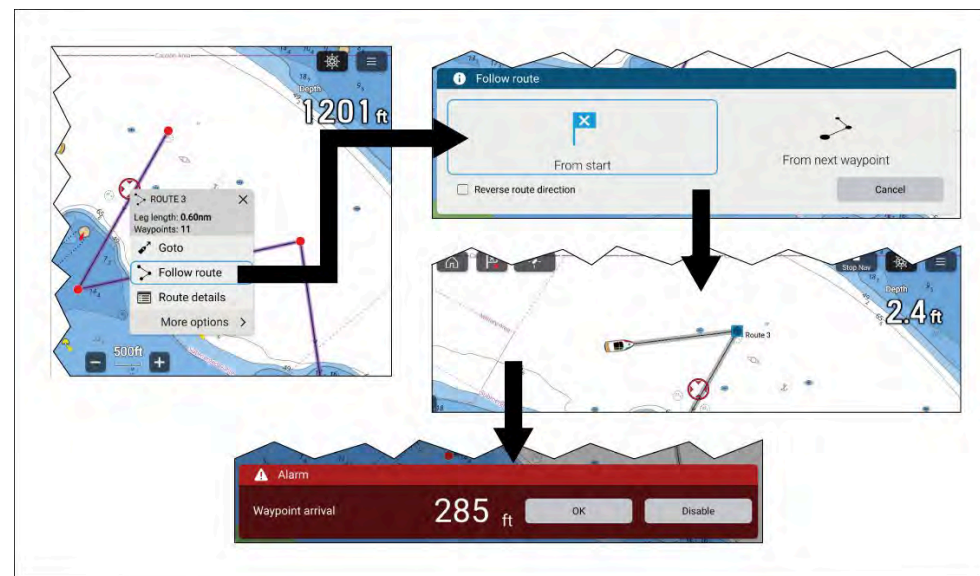 Depth
1201 ft
ROUTE 3
Leg length: 0.60nm
Waypoints: 11
Goto
Follow route
Route details
More options
500ft
Follow route
From start
From next waypoint
Reverse route direction
Cancel
Stop Nav
Depth
2.4 ft
Route 3
Alarm
Waypoint arrival
285 ft
OK
Disable